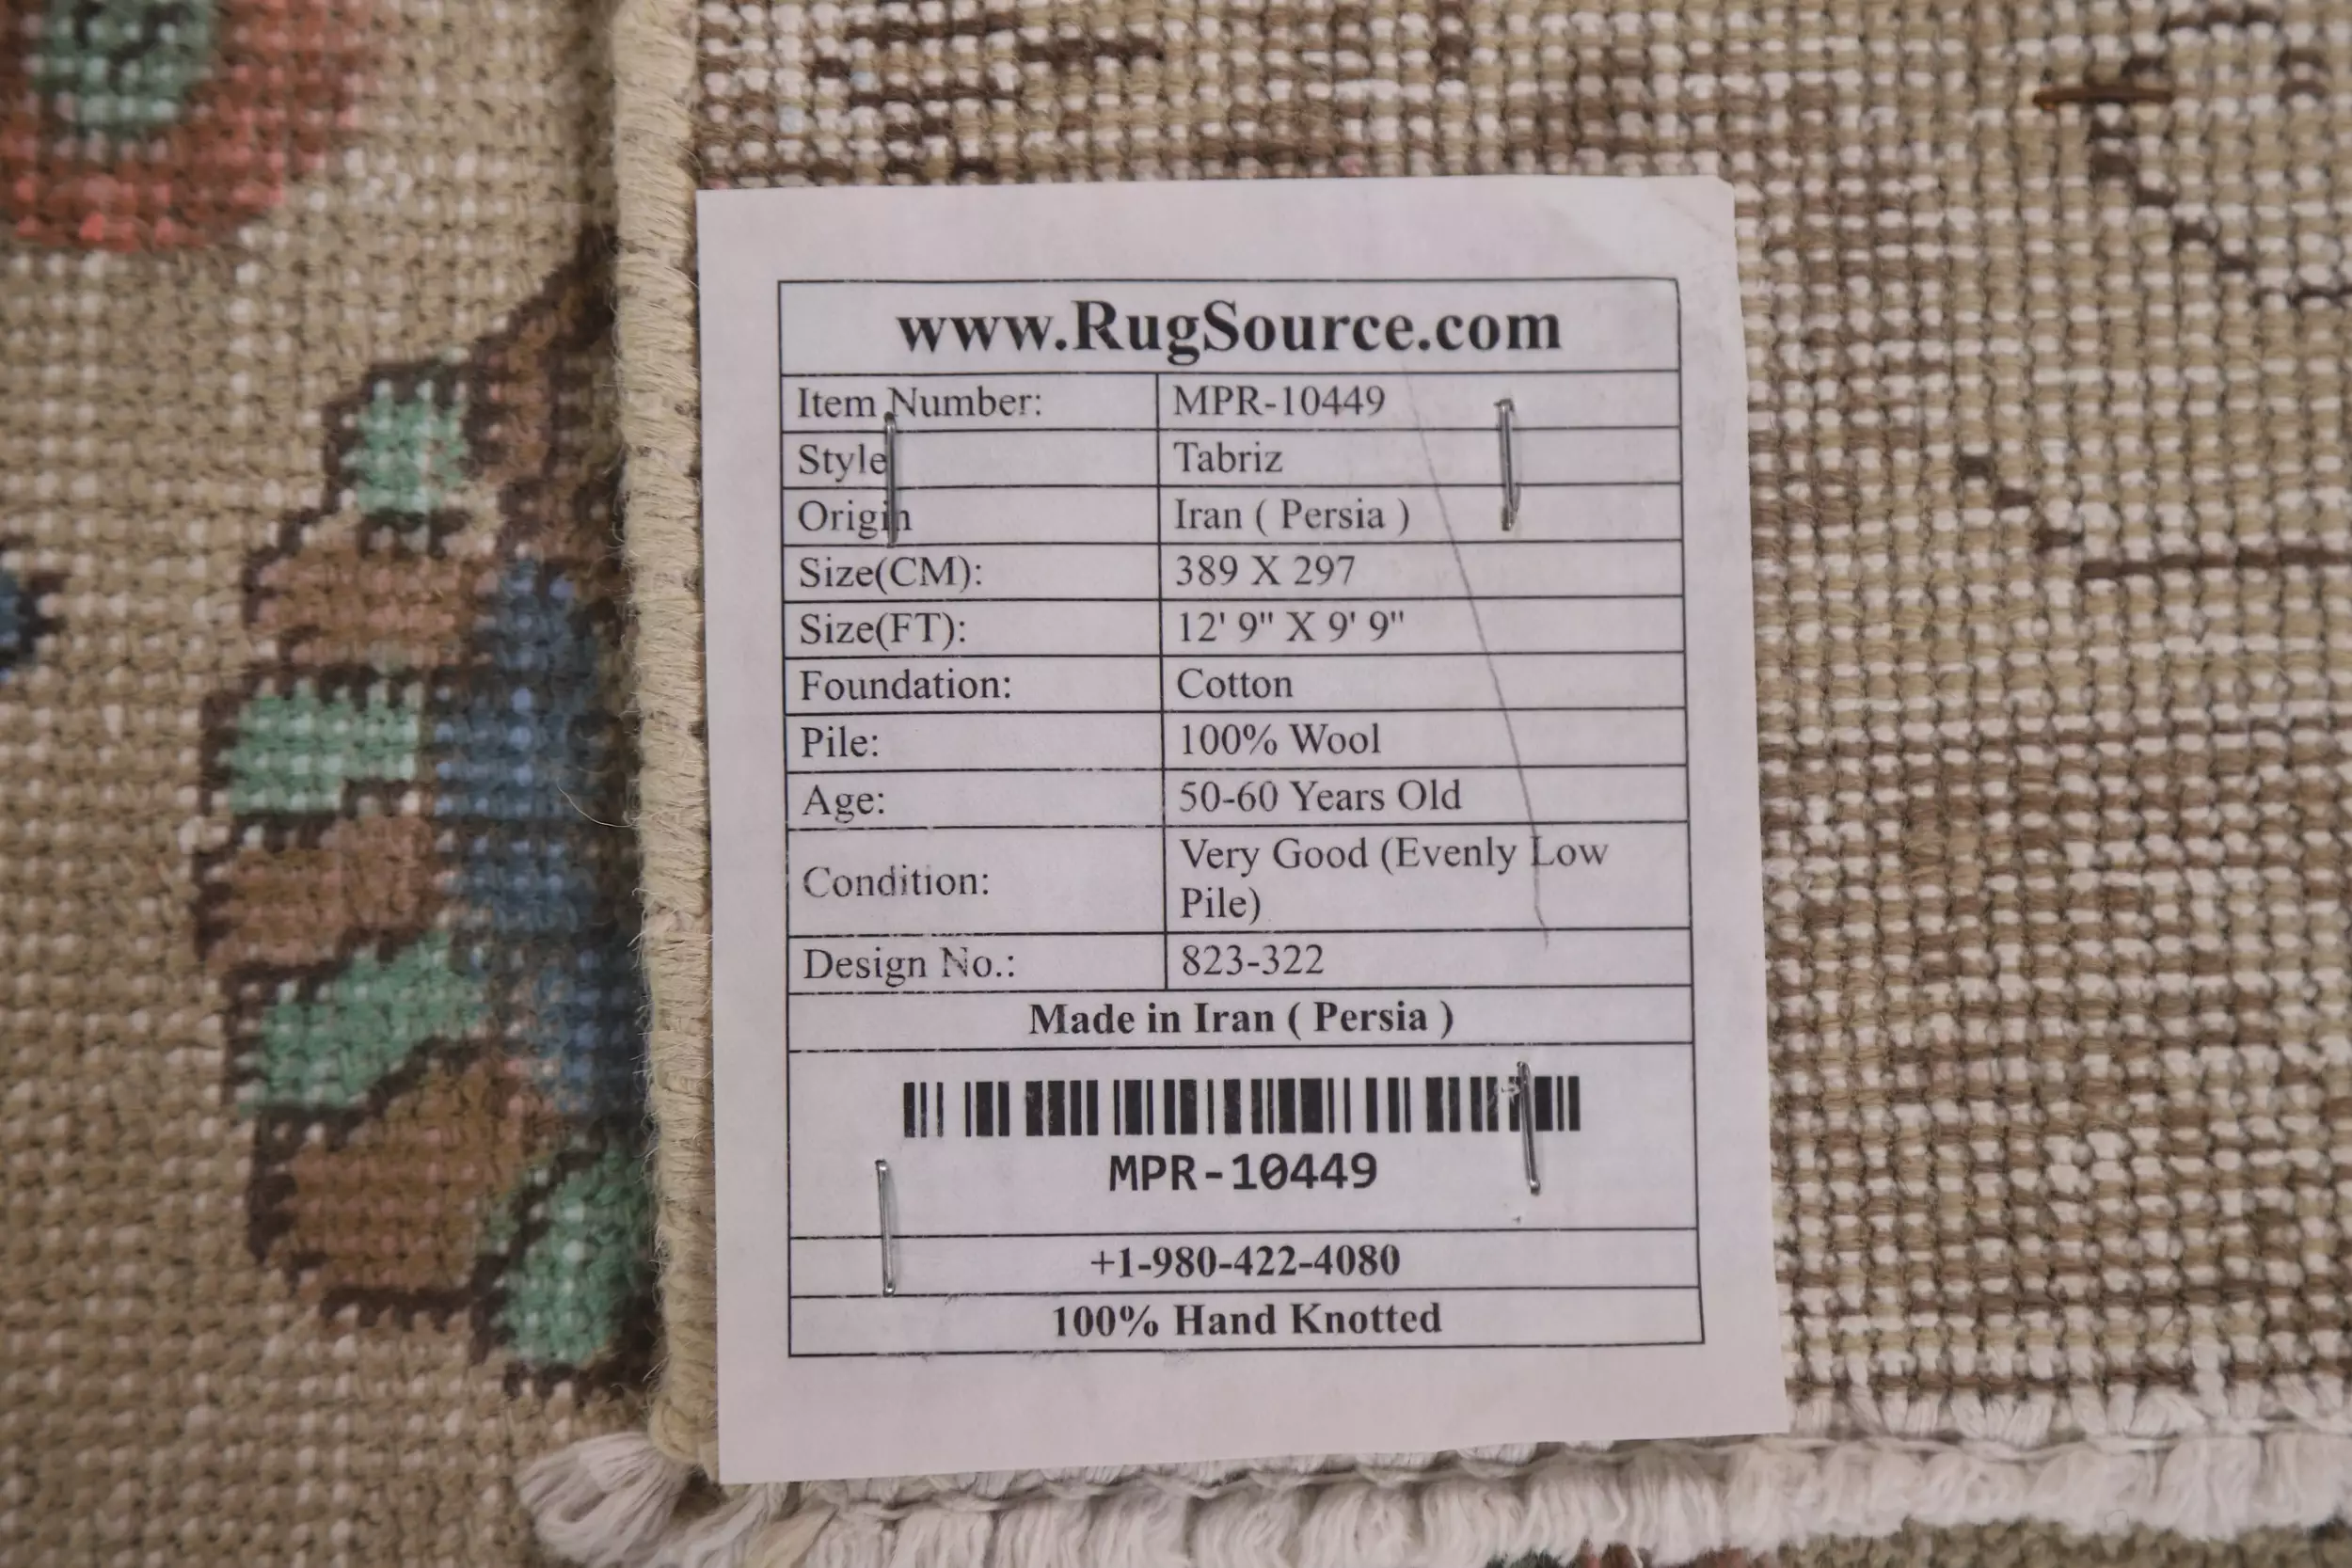 www.RugSource.com
Item Number: MPR-10449
Style Tabriz
Origin Iran ( Persia )
Size(CM): 389 X 297
Size(FT): 12' 9" X 9' 9"
Foundation: Cotton
Pile: 100% Wool
Age: 50-60 Years Old
Condition: Very Good (Evenly Low
Pile)
Design No.: 823-322
Made in Iran ( Persia )
MPR-10449
+1-980-422-4080
100% Hand Knotted